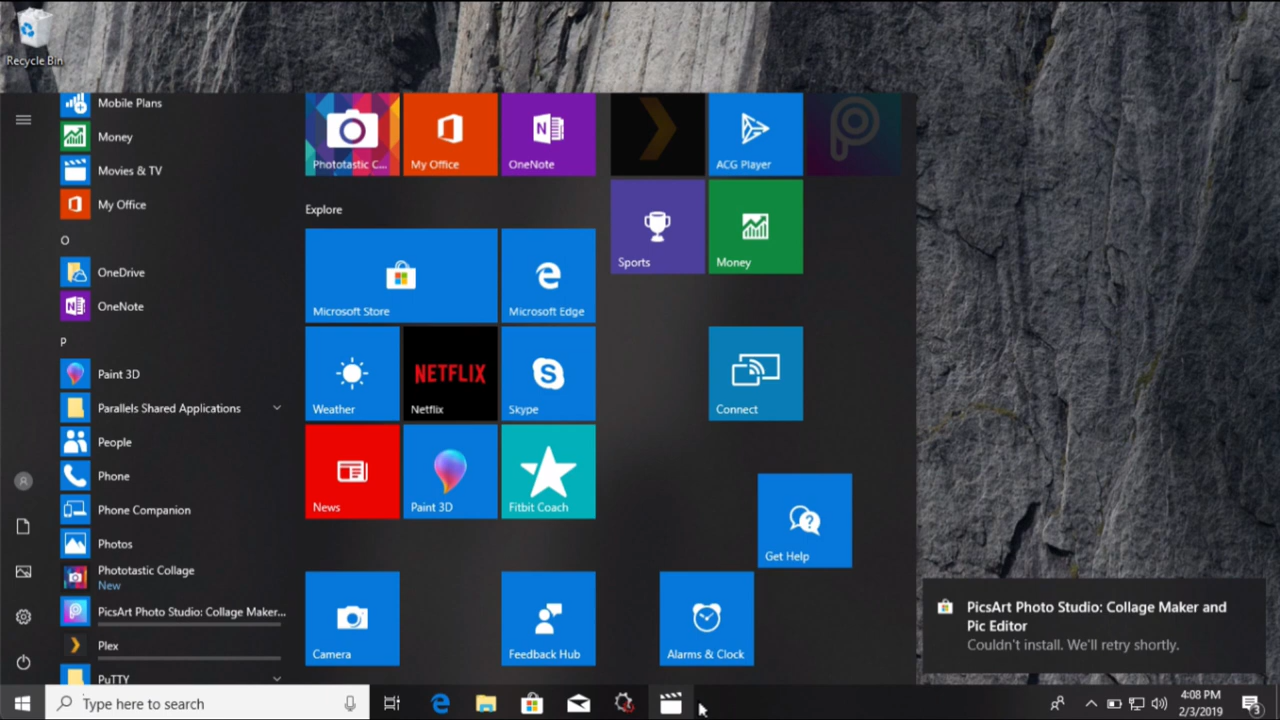 Recycle Bin
Mobile Plans
Money
Movies & TV
My Office
O
OneDrive
OneNote
P
Paint 3D
Parallels Shared Applications
People
Phone
Phone Companion
Photos
Phototastic Collage
New
PicsArt Photo Studio: Collage Maker...
Plex
PuTTY
Phototastic C...
My Office
OneNote
ACG Player
Explore
Sports
Money
Microsoft Store
Microsoft Edge
Weather
NETFLIX
Netflix
Skype
Connect
News
Paint 3D
Fitbit Coach
Get Help
Camera
Feedback Hub
Alarms & Clock
PicsArt Photo Studio: Collage Maker and
Pic Editor
Couldn't install. We'll retry shortly.
Type here to search
4:08 PM
2/3/2019
3